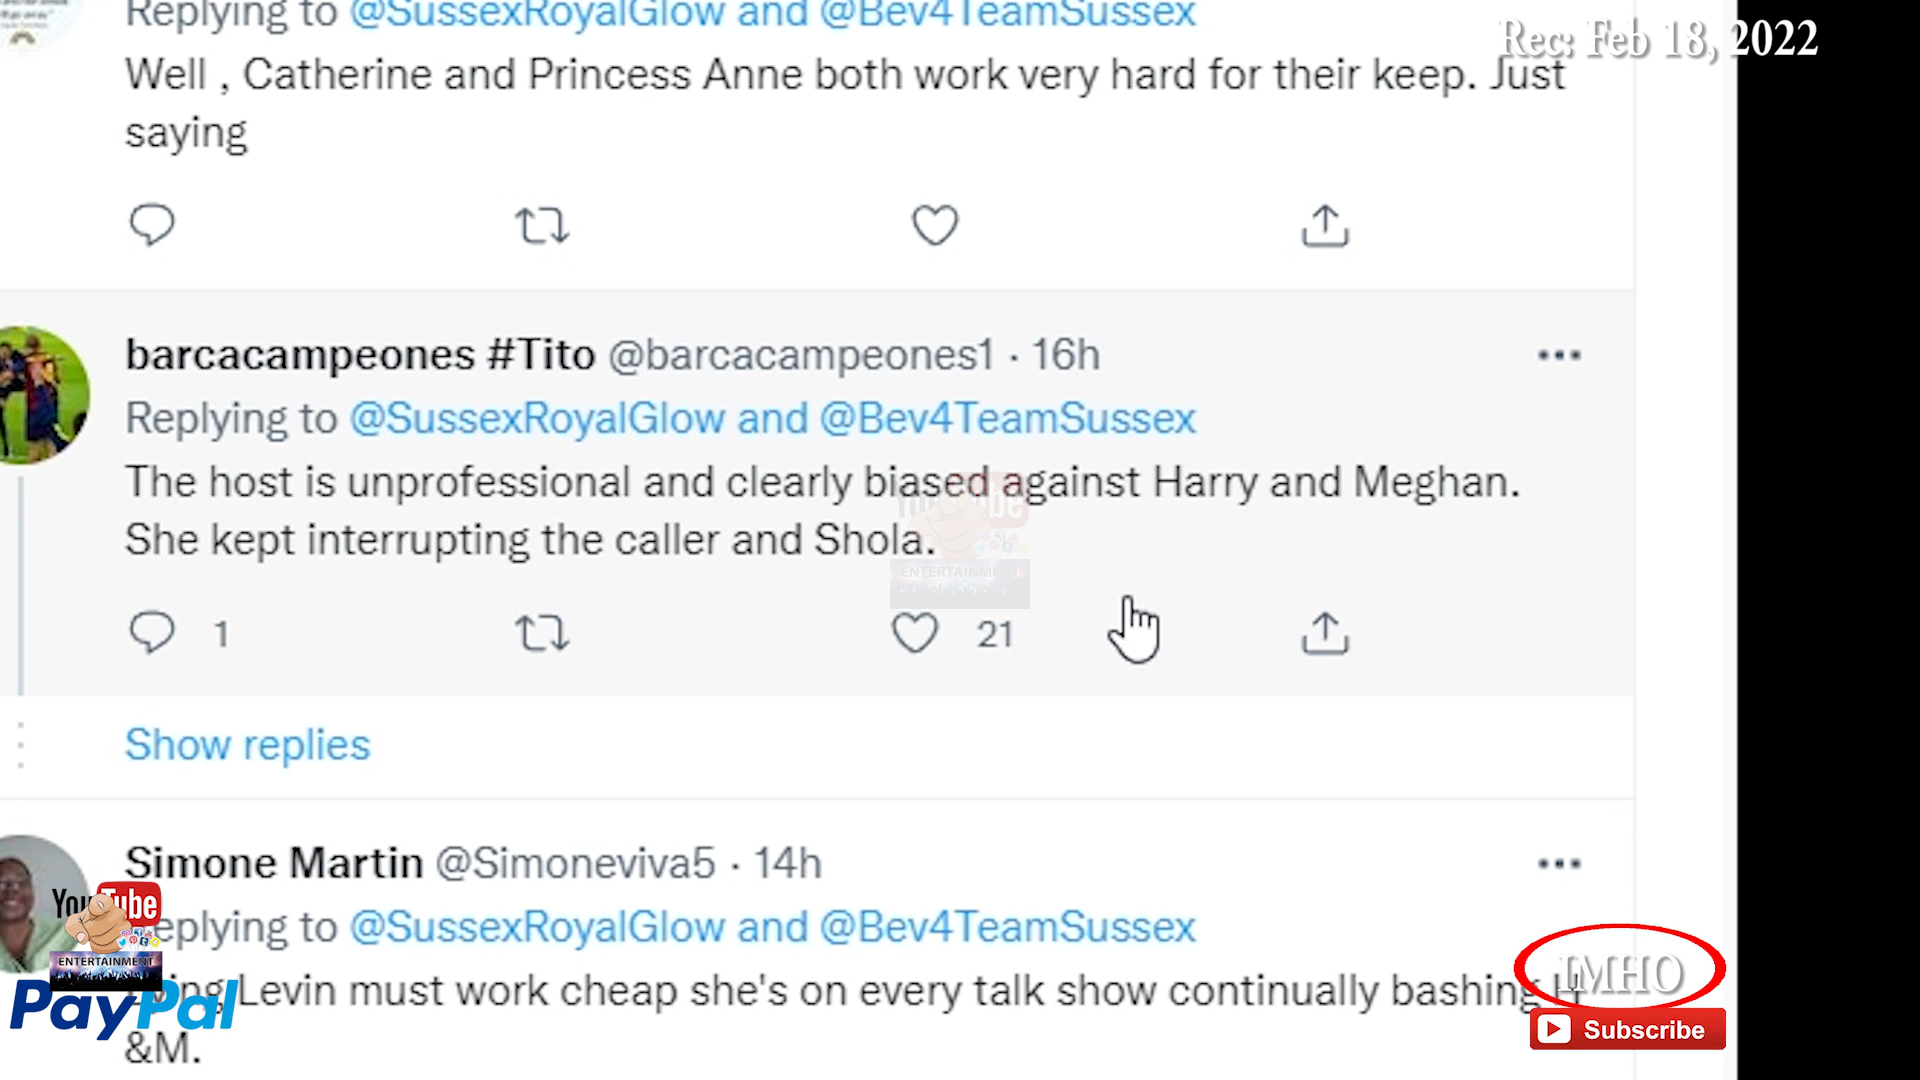 Replying to @SussexRoyalGlow and @Bev4TeamSussex
Rec: Feb 18, 2022
Well , Catherine and Princess Anne both work very hard for their keep. Just
saying
barcacampeones #Tito @barcacampeones1 · 16h
Replying to @SussexRoyalGlow and @Bev4TeamSussex
The host is unprofessional and clearly biased against Harry and Meghan.
She kept interrupting the caller and Shola.
YouTube
ENTERTAINMENT
1
21
Show replies
Simone Martin @Simoneviva5 · 14h
YouTube
ENTERTAINMENT
eplying to @SussexRoyalGlow and @Bev4TeamSussex
Levin must work cheap she's on every talk show continually bashing H
&M.
PayPal
IMHO
Subscribe